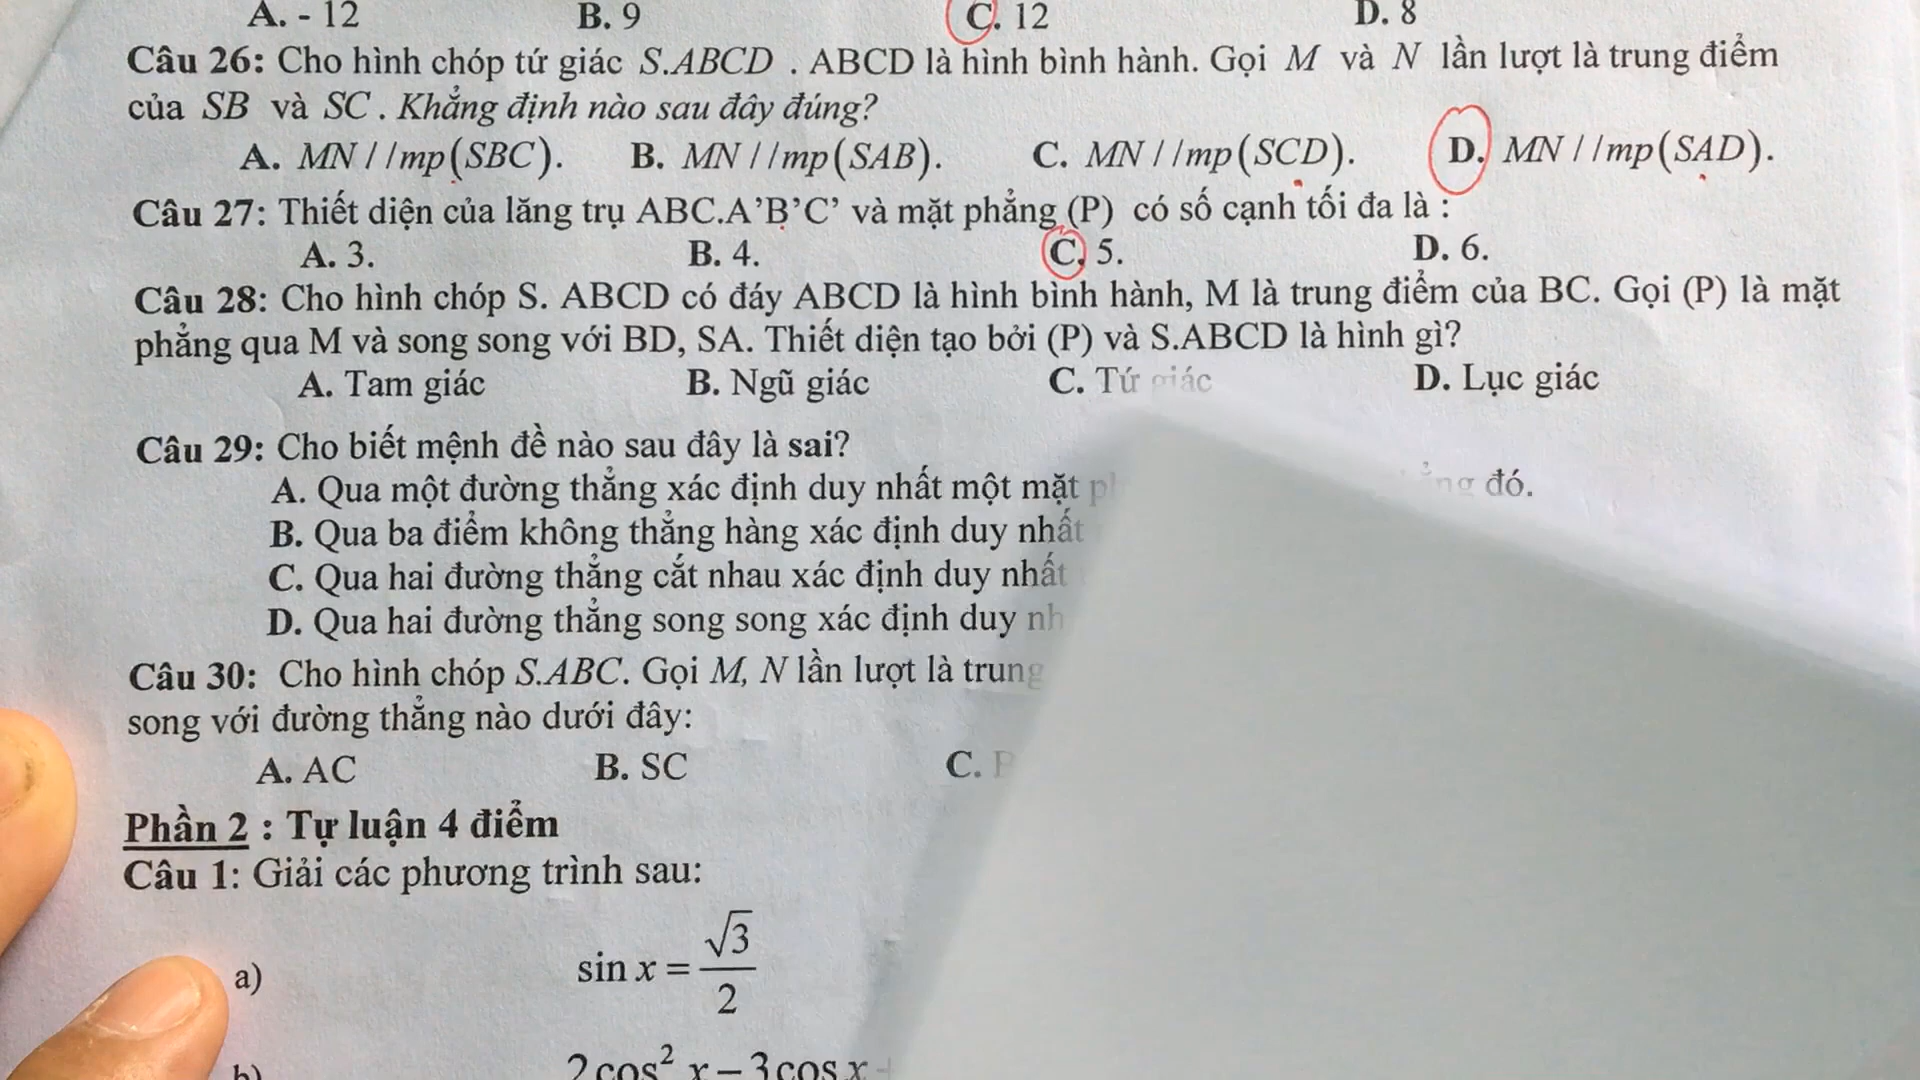 A. - 12 B. 9 C. 12 D. 8
Câu 26: Cho hình chóp tứ giác S.ABCD . ABCD là hình bình hành. Gọi M và N lần lượt là trung điểm
của SB và SC . Khẳng định nào sau đây đúng?
A. MN//mp(SBC). B. MN//mp(SAB). C. MN//mp(SCD). D. MN//mp(SAD).
Câu 27: Thiết diện của lăng trụ ABC.A’B’C’ và mặt phẳng (P) có số cạnh tối đa là :
A. 3. B. 4. C. 5. D. 6.
Câu 28: Cho hình chóp S. ABCD có đáy ABCD là hình bình hành, M là trung điểm của BC. Gọi (P) là mặt
phẳng qua M và song song với BD, SA. Thiết diện tạo bởi (P) và S.ABCD là hình gì?
A. Tam giác B. Ngũ giác C. Tứ giác D. Lục giác
Câu 29: Cho biết mệnh đề nào sau đây là sai?
A. Qua một đường thẳng xác định duy nhất một mặt đó.
B. Qua ba điểm không thẳng hàng xác định duy nhất
C. Qua hai đường thẳng cắt nhau xác định duy nhất
D. Qua hai đường thẳng song song xác định duy
Câu 30: Cho hình chóp S.ABC. Gọi M, N lần lượt là trung
song với đường thẳng nào dưới đây:
A. AC B. SC C.
Phần 2 : Tự luận 4 điểm
Câu 1: Giải các phương trình sau:
a) sin x = √3/2
b) 2cos² x − 3cos x